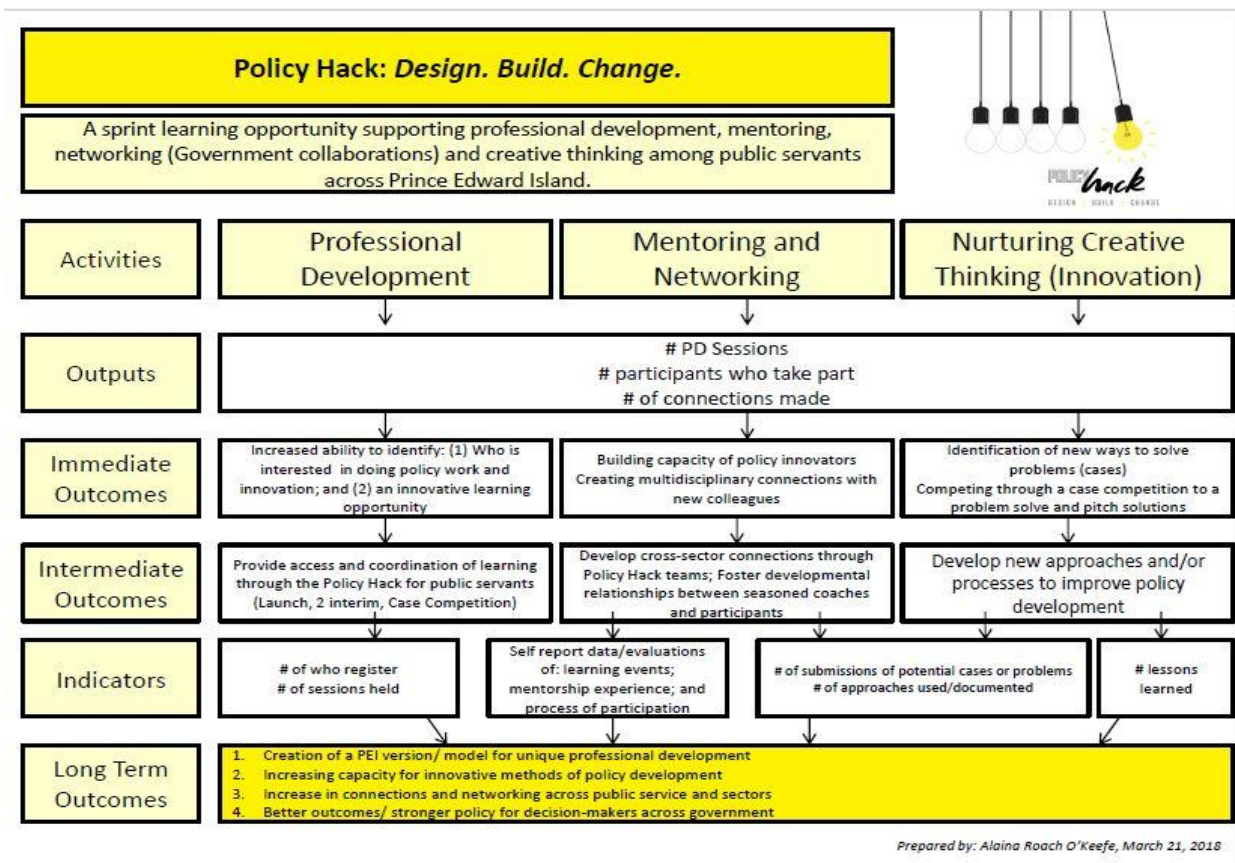 Policy Hack: Design. Build. Change.
A sprint learning opportunity supporting professional development, mentoring,
networking (Government collaborations) and creative thinking among public servants
across Prince Edward Island.
POLICY hack
DESIGN BUILD CHANGE
Activities
Professional
Development
Mentoring and
Networking
Nurturing Creative
Thinking (Innovation)
Outputs
# PD Sessions
# participants who take part
# of connections made
Immediate
Outcomes
Increased ability to identify: (1) Who is
interested in doing policy work and
innovation; and (2) an innovative learning
opportunity
Building capacity of policy innovators
Creating multidisciplinary connections with
new colleagues
Identification of new ways to solve
problems (cases)
Competing through a case competition to a
problem solve and pitch solutions
Intermediate
Outcomes
Provide access and coordination of learning
through the Policy Hack for public servants
(Launch, 2 interim, Case Competition)
Develop cross-sector connections through
Policy Hack teams; Foster developmental
relationships between seasoned coaches
and participants
Develop new approaches and/or
processes to improve policy
development
Indicators
# of who register
# of sessions held
Self report data/evaluations
of: learning events;
mentorship experience; and
process of participation
# of submissions of potential cases or problems
# of approaches used/documented
# lessons
learned
Long Term
Outcomes
1. Creation of a PEI version/ model for unique professional development
2. Increasing capacity for innovative methods of policy development
3. Increase in connections and networking across public service and sectors
4. Better outcomes/ stronger policy for decision-makers across government
Prepared by: Alaina Roach O'Keefe, March 21, 2018